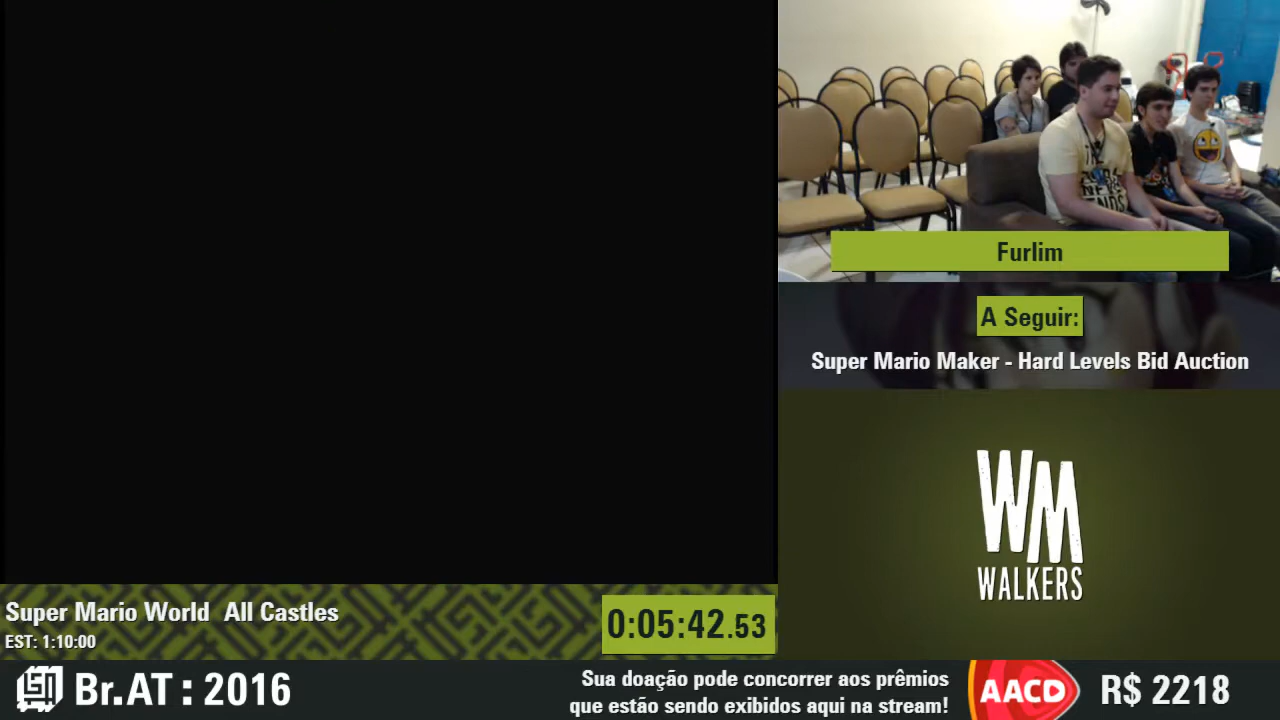 Furlim
A Seguir:
Super Mario Maker - Hard Levels Bid Auction
WM
WALKERS
Super Mario World  All Castles
EST: 1:10:00
0:05:42.53
Br.AT : 2016
Sua doação pode concorrer aos prêmios
que estão sendo exibidos aqui na stream!
AACD
R$ 2218